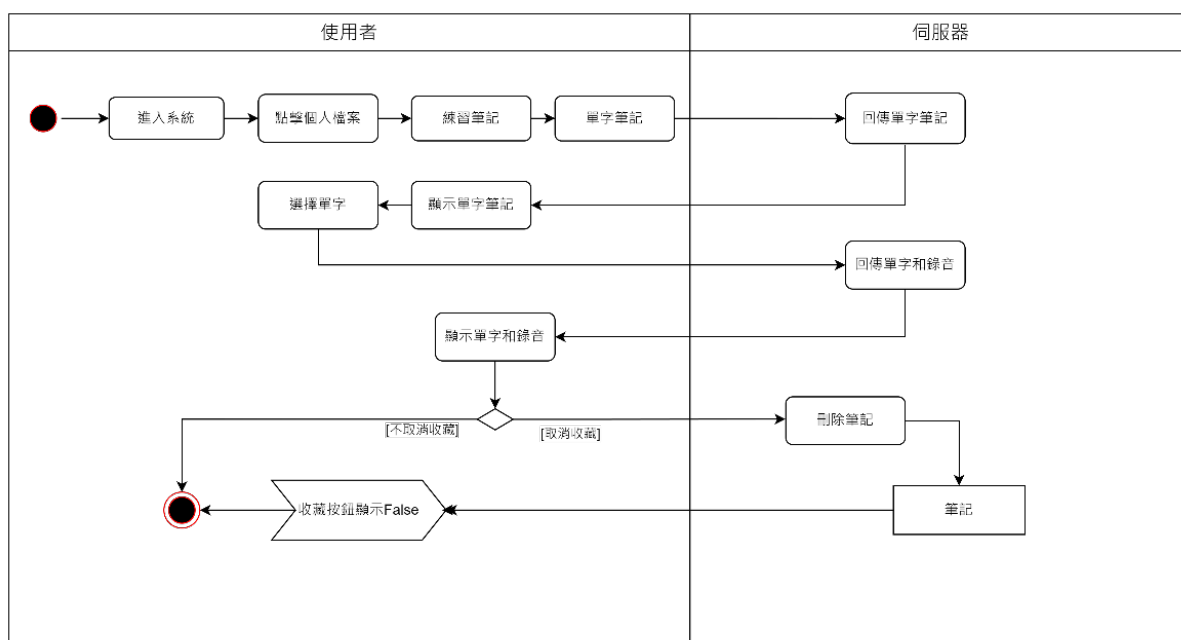 使用者
伺服器
進入系統
點擊個人檔案
練習筆記
單字筆記
回傳單字筆記
選擇單字
顯示單字筆記
回傳單字和錄音
顯示單字和錄音
[不取消收藏]
[取消收藏]
刪除筆記
收藏按鈕顯示False
筆記